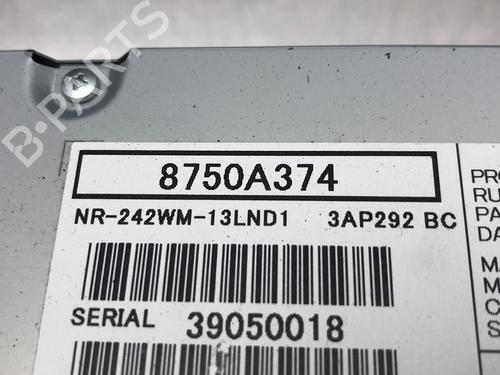 B-PARTS
8750A374
NR-242WM-13LND1 3AP292 BC
SERIAL 39050018